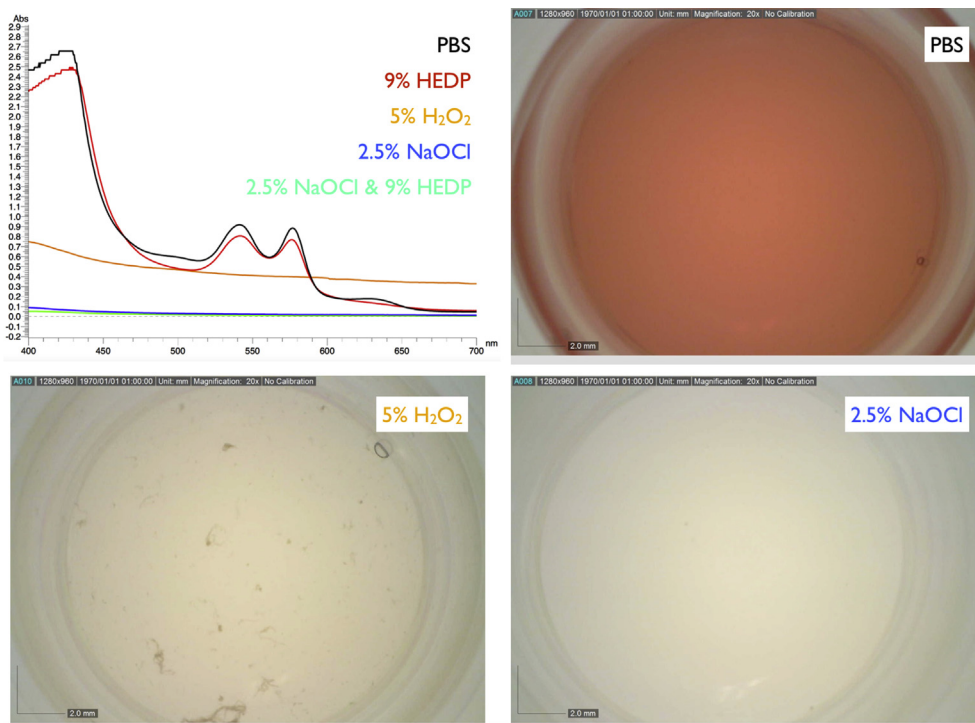 Abs
2.9
2.8
2.7
2.6
2.5
2.4
2.3
2.2
2.1
2.0
1.9
1.8
1.7
1.6
1.5
1.4
1.3
1.2
1.1
1.0
0.9
0.8
0.7
0.6
0.5
0.4
0.3
0.2
0.1
0.0
-0.1
-0.2
400 450 500 550 600 650 700
nm
PBS
9% HEDP
5% H₂O₂
2.5% NaOCl
2.5% NaOCl & 9% HEDP
A007 1280x960 1970/01/01 01:00:00 Unit: mm Magnification: 20x No Calibration
PBS
2.0 mm
A010 1280x960 1970/01/01 01:00:00 Unit: mm Magnification: 20x No Calibration
5% H₂O₂
2.0 mm
A008 1280x960 1970/01/01 01:00:00 Unit: mm Magnification: 20x No Calibration
2.5% NaOCl
2.0 mm